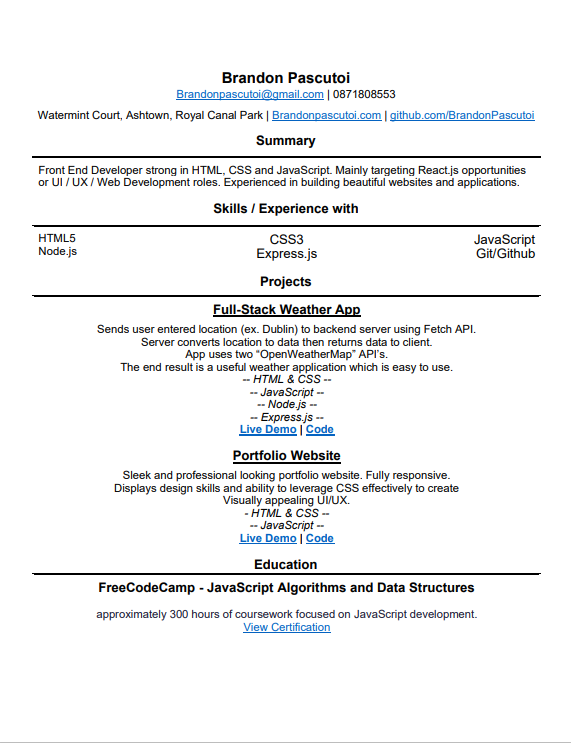 Brandon Pascutoi
Brandonpascutoi@gmail.com | 0871808553
Watermint Court, Ashtown, Royal Canal Park | Brandonpascutoi.com | github.com/BrandonPascutoi
Summary
Front End Developer strong in HTML, CSS and JavaScript. Mainly targeting React.js opportunities
or UI / UX / Web Development roles. Experienced in building beautiful websites and applications.
Skills / Experience with
HTML5 CSS3 JavaScript
Node.js Express.js Git/Github
Projects
Full-Stack Weather App
Sends user entered location (ex. Dublin) to backend server using Fetch API.
Server converts location to data then returns data to client.
App uses two “OpenWeatherMap” API’s.
The end result is a useful weather application which is easy to use.
-- HTML & CSS --
-- JavaScript --
-- Node.js --
-- Express.js --
Live Demo | Code
Portfolio Website
Sleek and professional looking portfolio website. Fully responsive.
Displays design skills and ability to leverage CSS effectively to create
Visually appealing UI/UX.
- HTML & CSS --
-- JavaScript --
Live Demo | Code
Education
FreeCodeCamp - JavaScript Algorithms and Data Structures
approximately 300 hours of coursework focused on JavaScript development.
View Certification